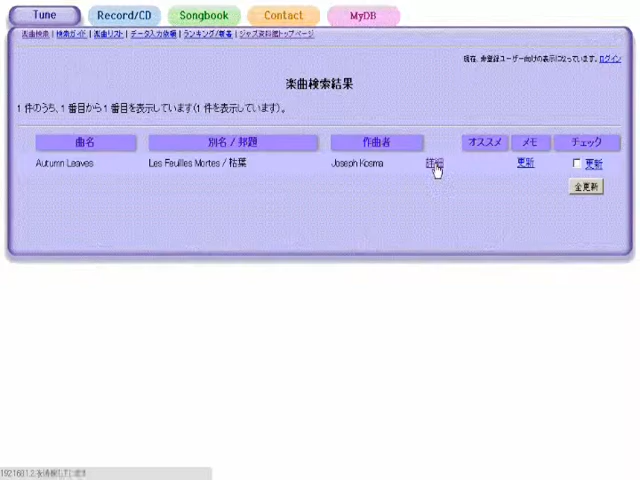 Tune Record/CD Songbook Contact MyDB
楽曲検索 | 検索ガイド | 楽曲リスト | データ入力依頼 | ランキング/新着 | ジャズ資料館トップページ
現在、非登録ユーザー向けの表示になっています。ログイン
楽曲検索結果
1 件のうち、1 番目から 1 番目を表示しています(1 件を表示しています)。
曲名 別名 / 邦題 作曲者 オススメ メモ チェック
Autumn Leaves Les Feuilles Mortes / 枯葉 Joseph Kosma 詳細 更新 更新
全更新